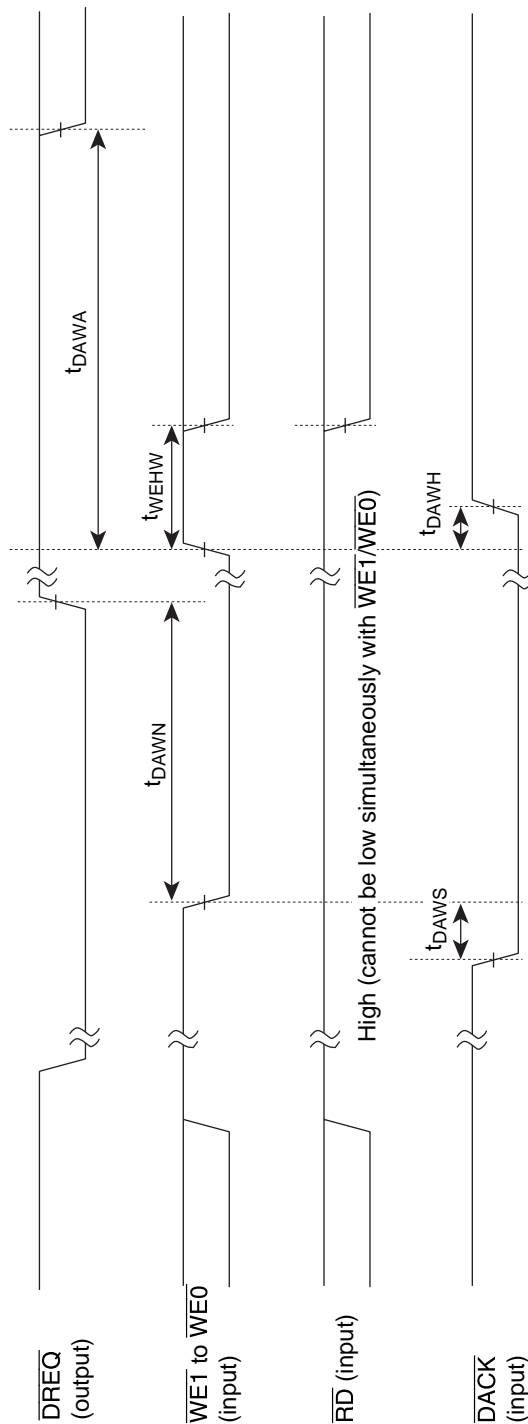 DREQ
(output)
tDAWN
tDAWA
WE1 to WE0
(input)
tWEHW
RD (input)
High (cannot be low simultaneously with WE1/WE0)
DACK
(input)
tDAWS
tDAWH